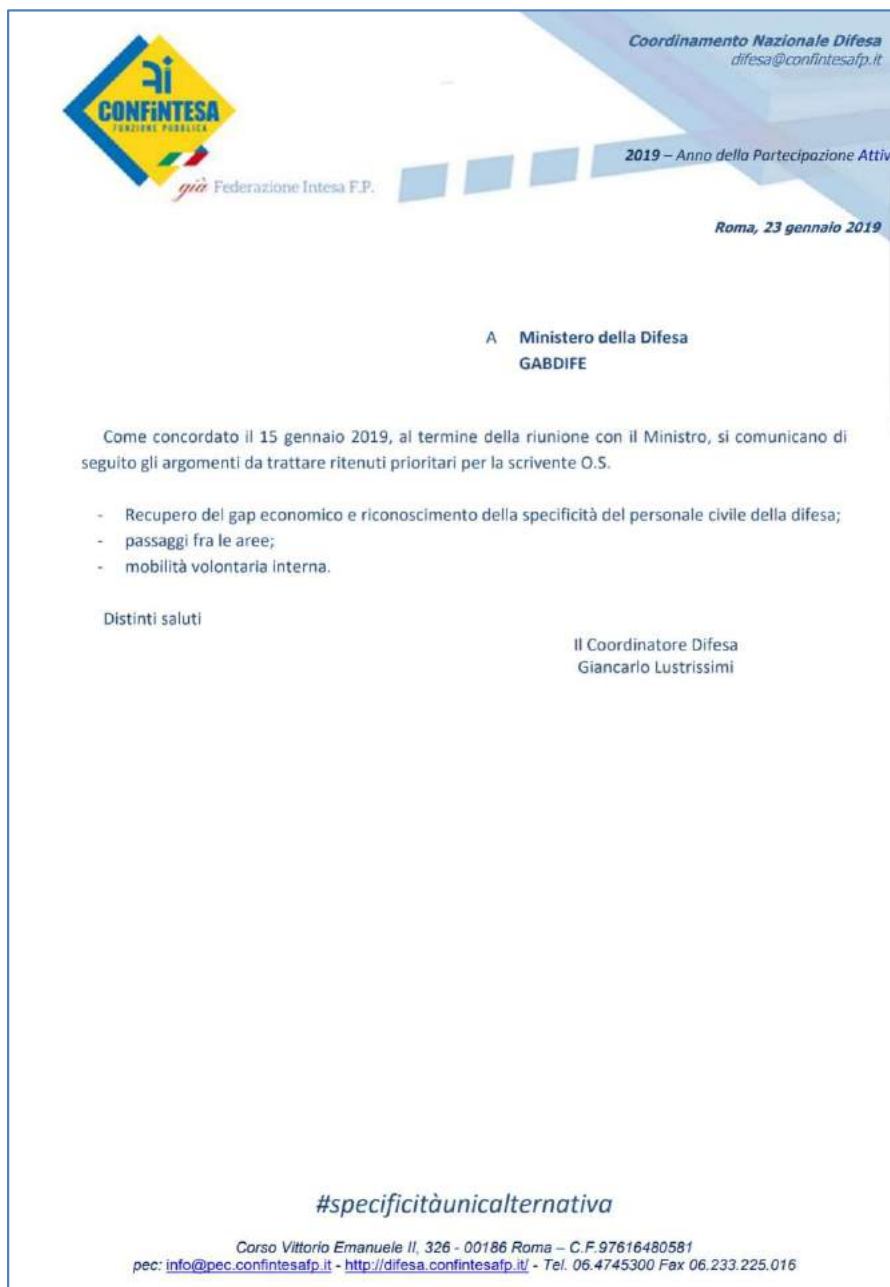 Coordinamento Nazionale Difesa
difesa@confintesafp.it
CONFINTESA
FUNZIONE PUBBLICA
2019 – Anno della Partecipazione Attiv
già Federazione Intesa F.P.
Roma, 23 gennaio 2019
A Ministero della Difesa
GABDIFE
Come concordato il 15 gennaio 2019, al termine della riunione con il Ministro, si comunicano di
seguito gli argomenti da trattare ritenuti prioritari per la scrivente O.S.
- Recupero del gap economico e riconoscimento della specificità del personale civile della difesa;
- passaggi fra le aree;
- mobilità volontaria interna.
Distinti saluti
Il Coordinatore Difesa
Giancarlo Lustrissimi
#specificitàunicalternativa
Corso Vittorio Emanuele II, 326 - 00186 Roma – C.F.97616480581
pec: info@pec.confintesafp.it - http://difesa.confintesafp.it/ - Tel. 06.4745300 Fax 06.233.225.016